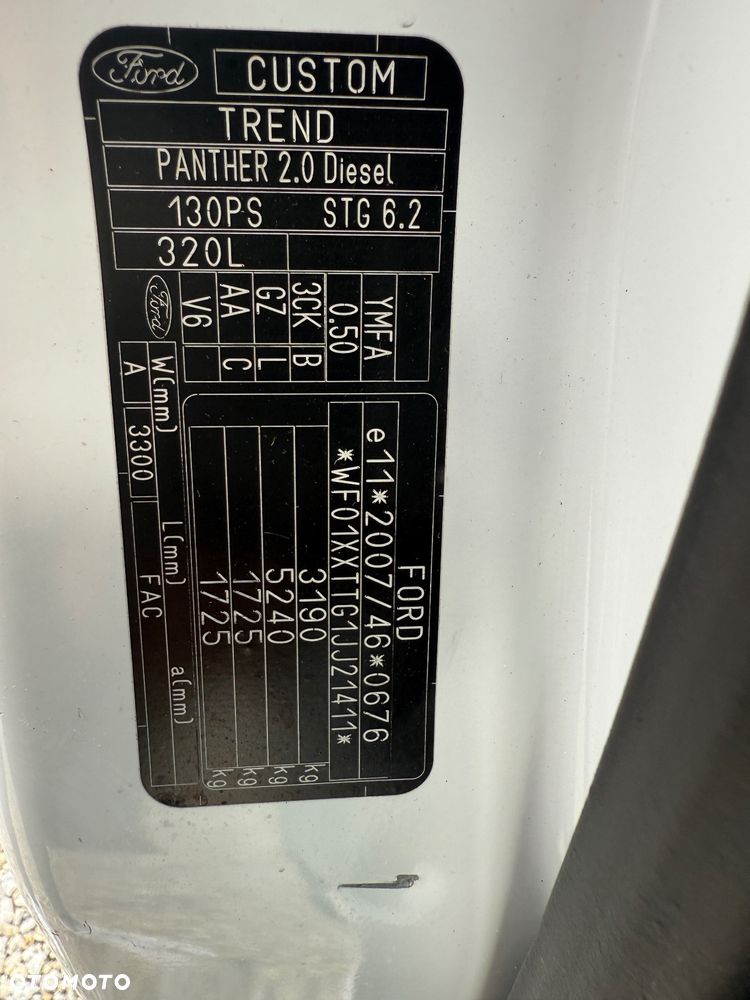 Ford CUSTOM
TREND
PANTHER 2.0 Diesel
130PS STG 6.2
320L
YMFA
0.50
3CK B
GZ L
AA C
V6
Ford
FORD
e11*2007/46*0676
*WF01XXTTG1JJ21411*
3190 kg
5240 kg
1725 kg
1725 kg
W(mm) L(mm) a(mm)
A 3300 FAC
OTOMOTO